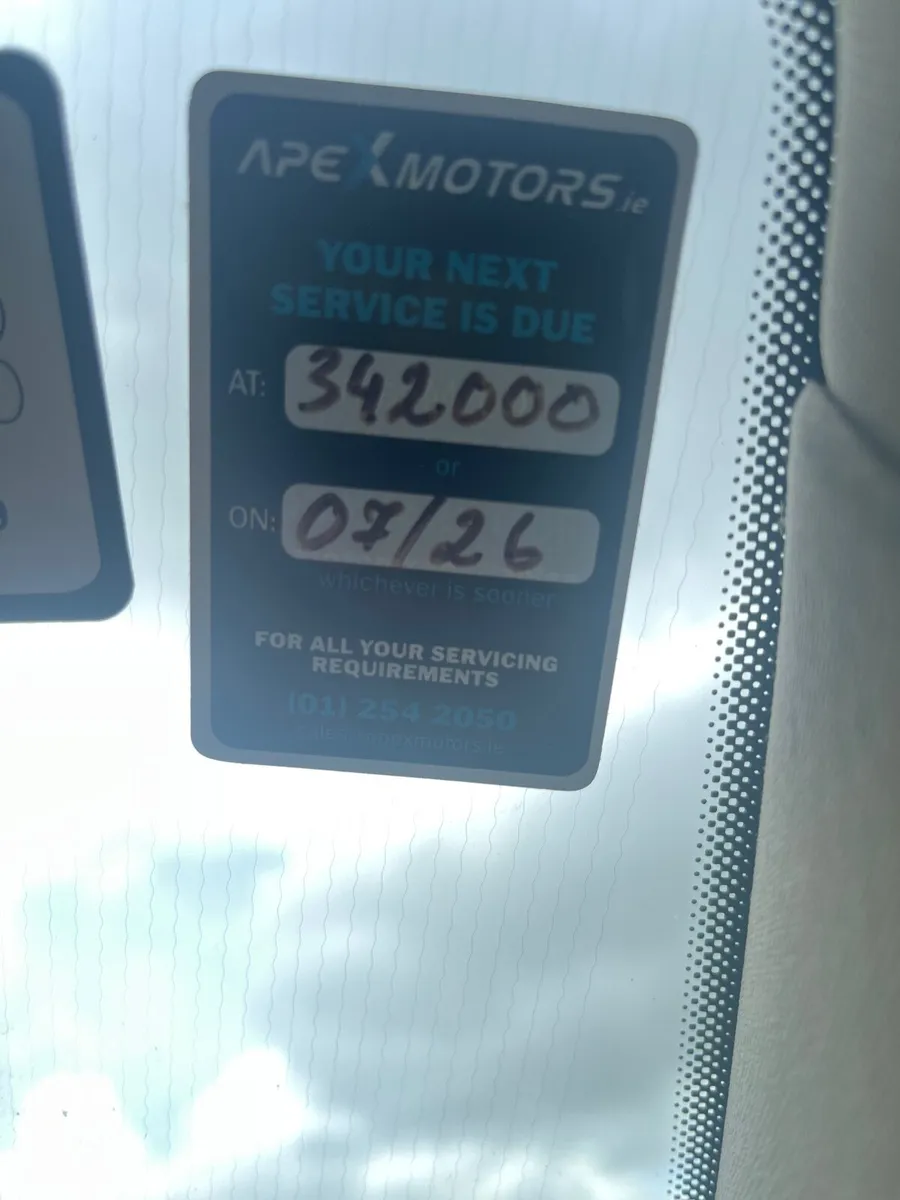 APEXMOTORS.ie
YOUR NEXT
SERVICE IS DUE
AT: 342000
or
ON: 07/26
whichever is sooner
FOR ALL YOUR SERVICING
REQUIREMENTS
(01) 254 2050